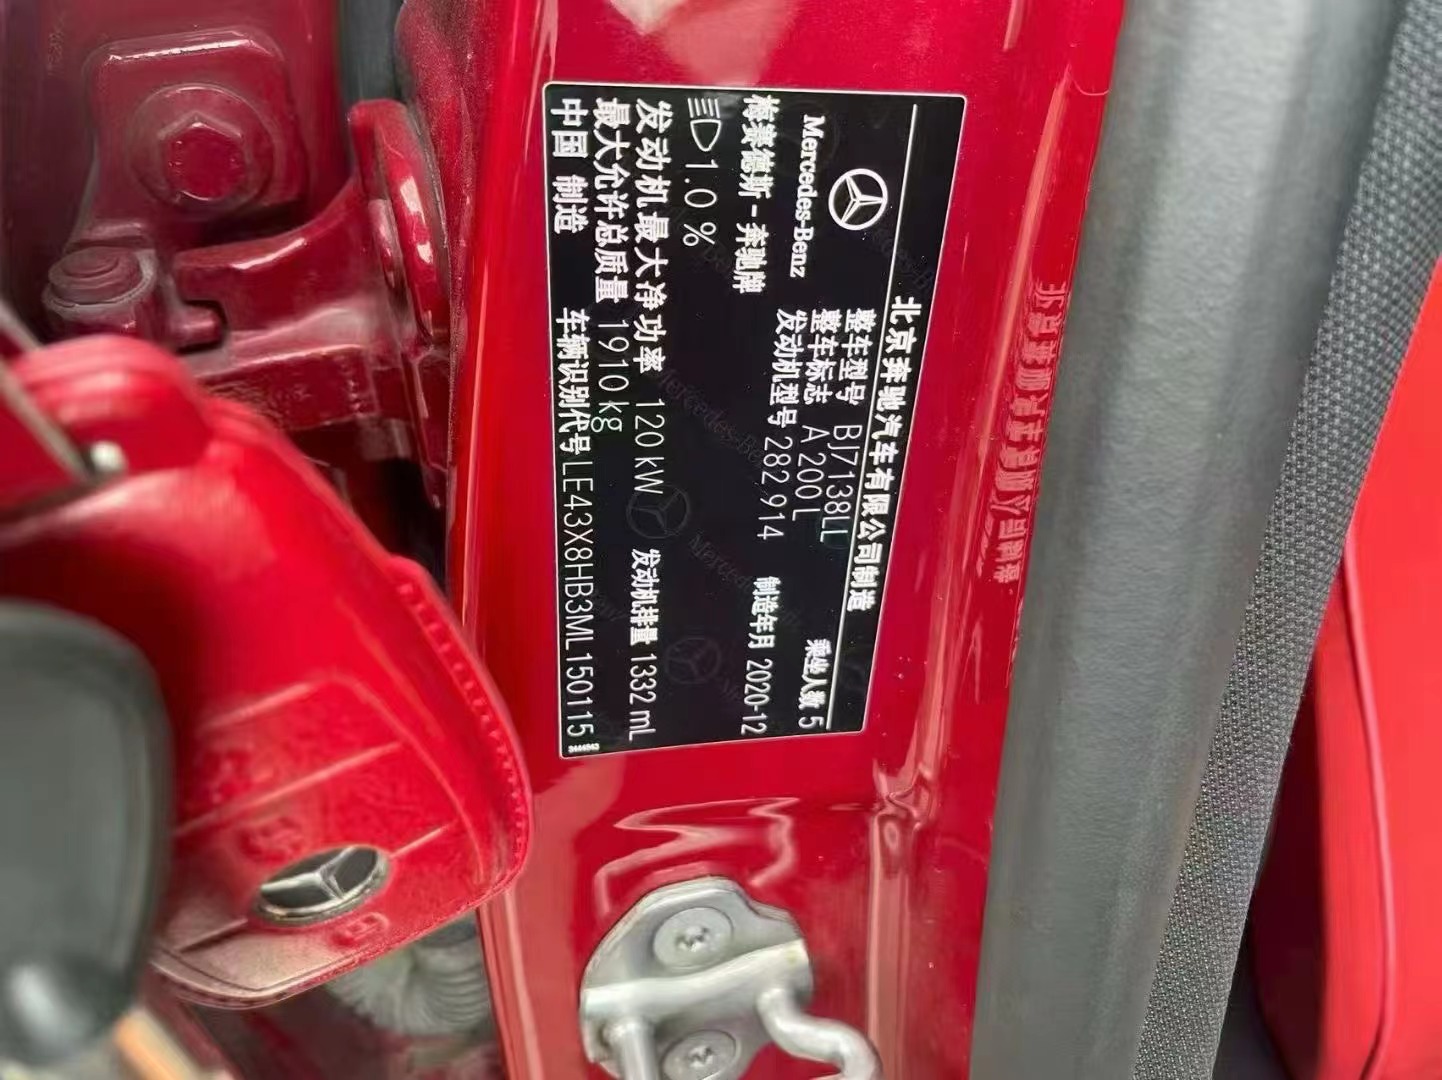 北京奔驰汽车有限公司制造
Mercedes-Benz
梅赛德斯-奔驰牌
整车型号 BJ7138LL
整车标志 A 200 L 乘坐人数 5
发动机型号 282 914 制造年月 2020-12
1.0 %
发动机最大净功率 120 kW 发动机排量 1332 mL
最大允许总质量 1910 kg
中国 制造 车辆识别代号 LE43X8HB3ML150115